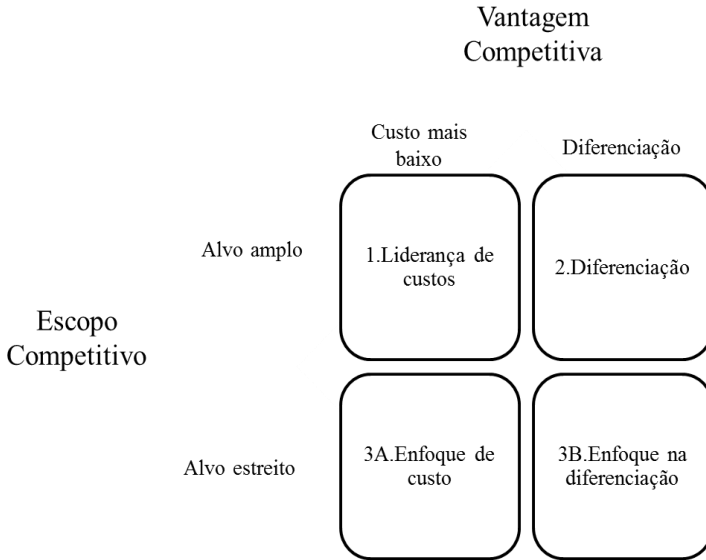 Vantagem
Competitiva
Custo mais
baixo
Diferenciação
Alvo amplo
1.Liderança de
custos
2.Diferenciação
Escopo
Competitivo
Alvo estreito
3A.Enfoque de
custo
3B.Enfoque na
diferenciação